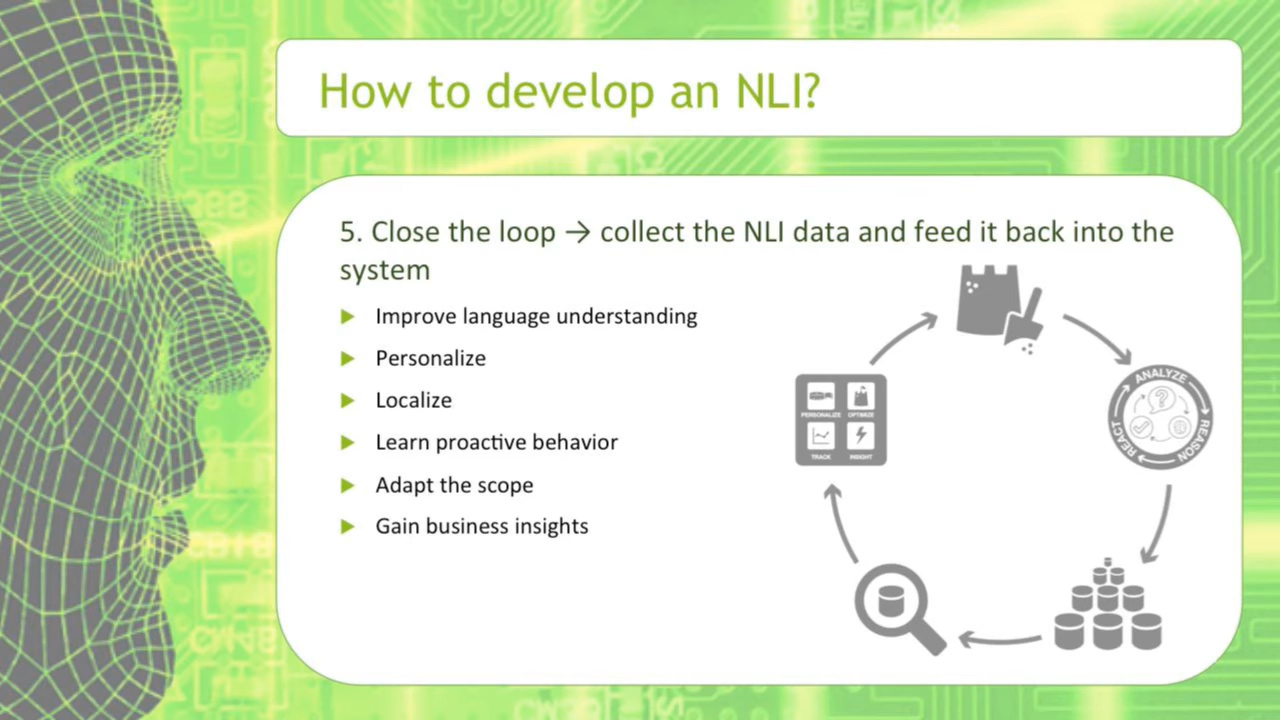 How to develop an NLI?
5. Close the loop → collect the NLI data and feed it back into the
system
Improve language understanding
Personalize
Localize
Learn proactive behavior
Adapt the scope
Gain business insights
ANALYZE
REASON
REACT
PERSONALIZE
OPTIMIZE
TRACK
INSIGHT